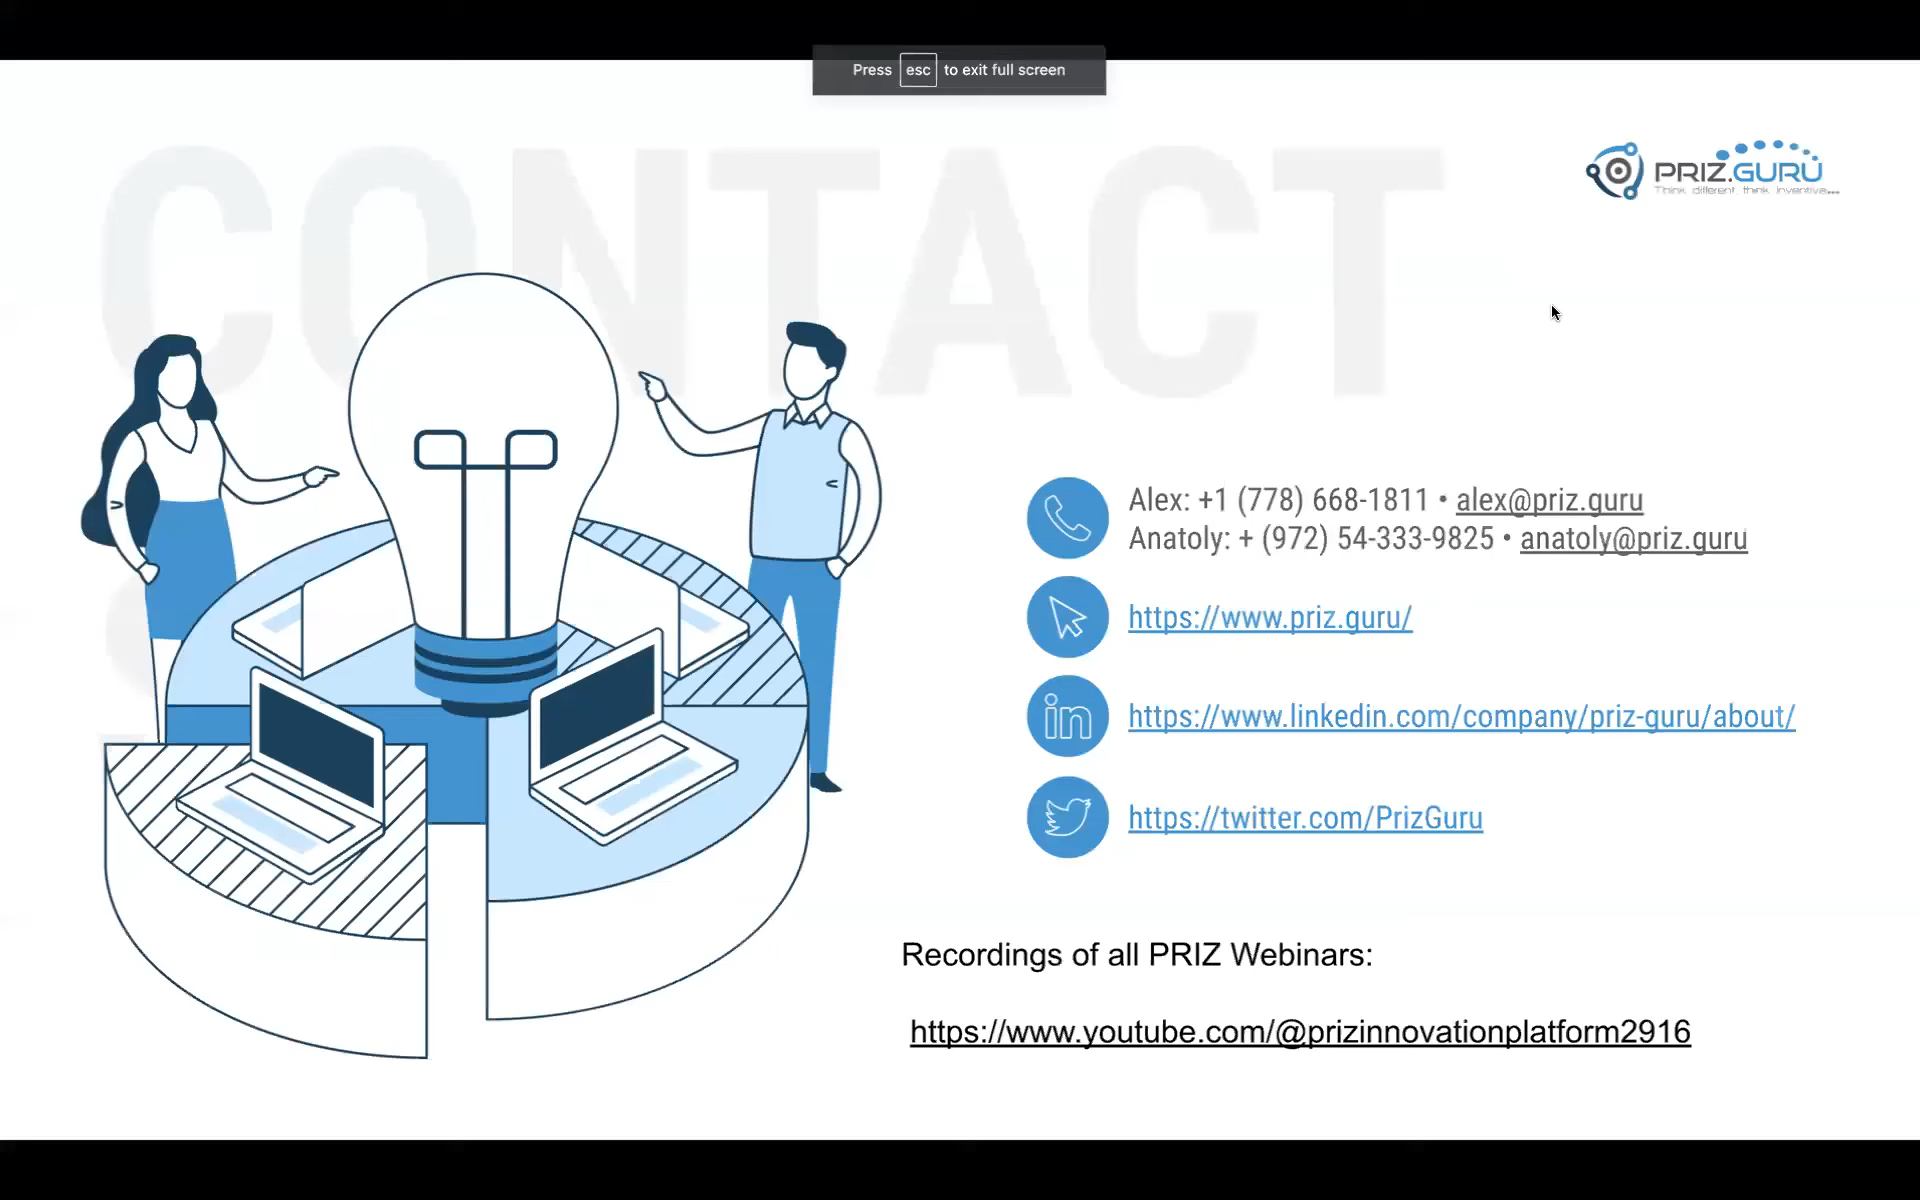 Press esc to exit full screen
CONTACT
PRIZ.GURU
Think different think inventive...
Alex: +1 (778) 668-1811 • alex@priz.guru
Anatoly: + (972) 54-333-9825 • anatoly@priz.guru
https://www.priz.guru/
in
https://www.linkedin.com/company/priz-guru/about/
https://twitter.com/PrizGuru
Recordings of all PRIZ Webinars:
https://www.youtube.com/@prizinnovationplatform2916